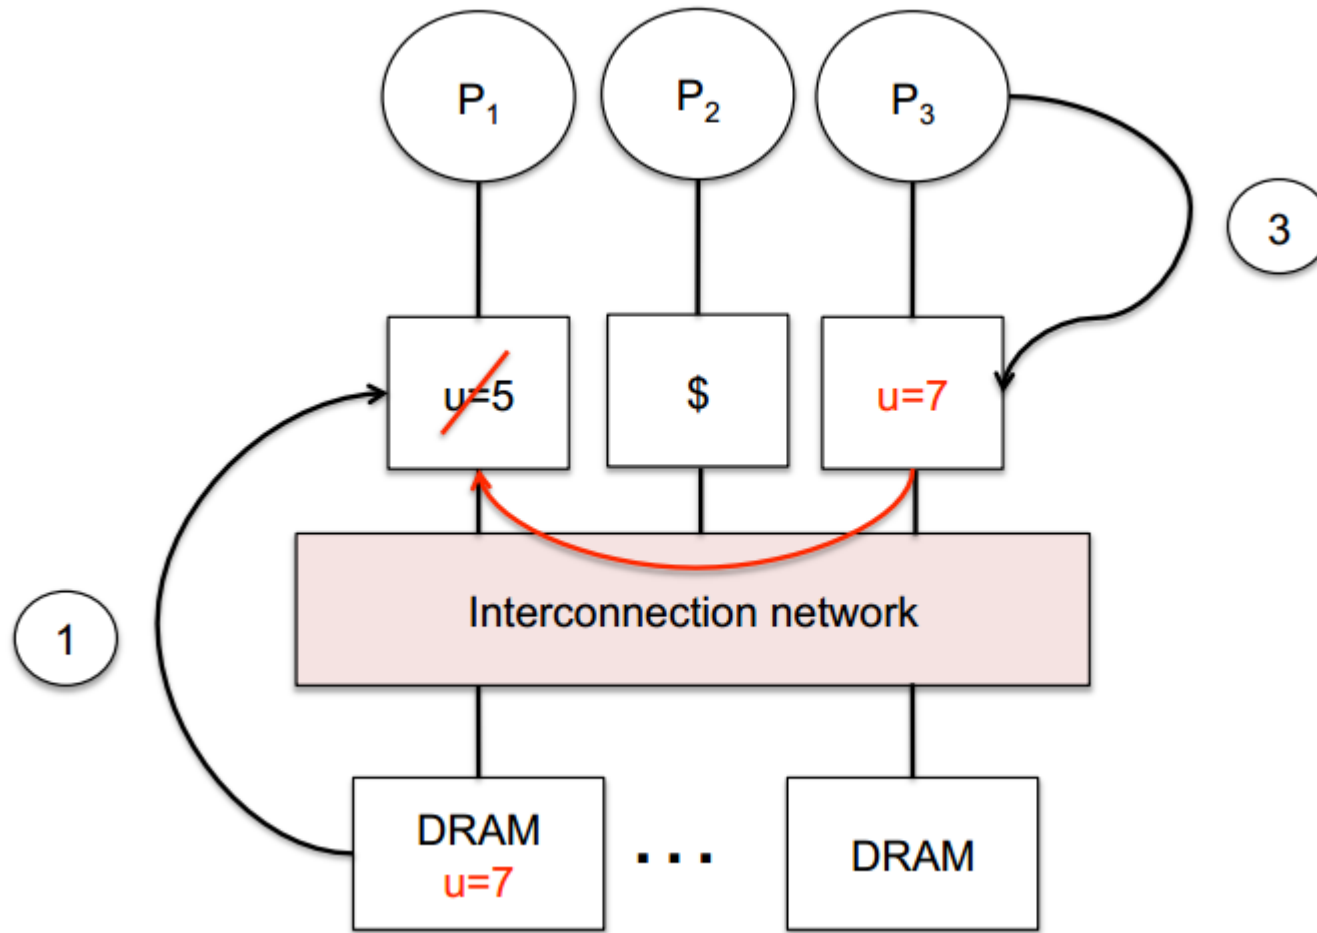 P1
P2
P3
3
u=5
$
u=7
Interconnection network
1
DRAM
u=7
...
DRAM